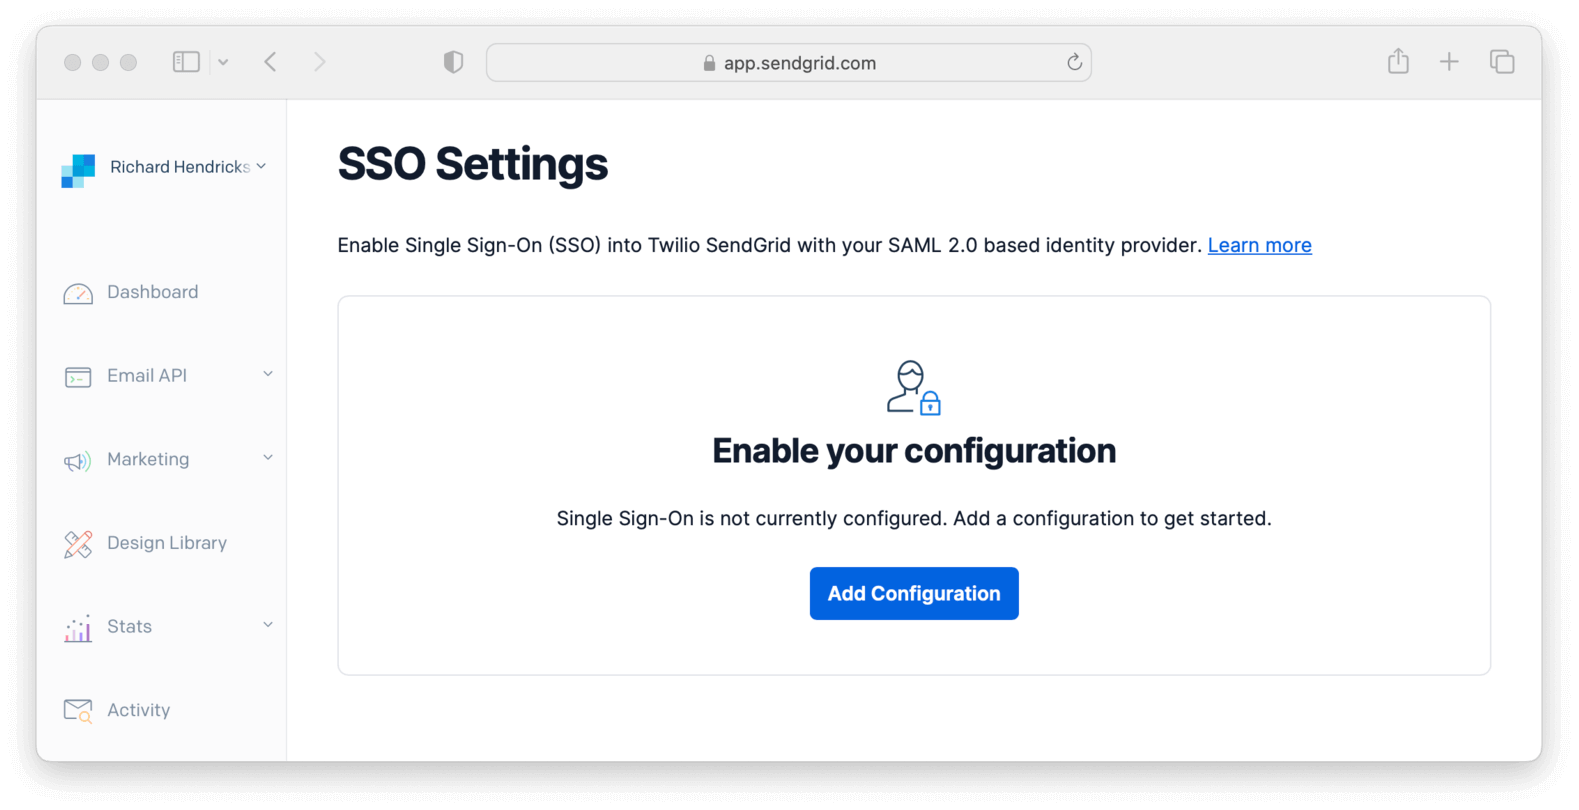 app.sendgrid.com
Richard Hendricks
SSO Settings
Enable Single Sign-On (SSO) into Twilio SendGrid with your SAML 2.0 based identity provider. Learn more
Dashboard
Email API
Marketing
Design Library
Stats
Activity
Enable your configuration
Single Sign-On is not currently configured. Add a configuration to get started.
Add Configuration